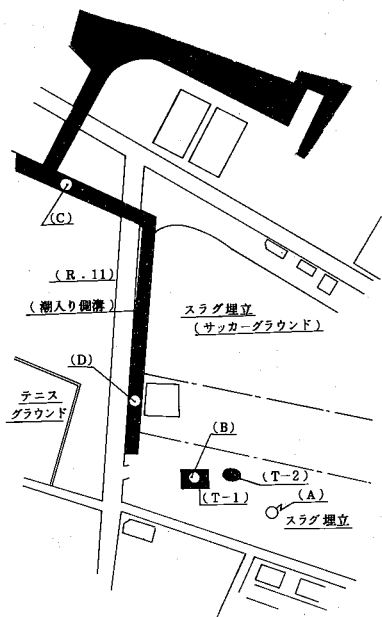 (C)
(R.11)
(潮入り側溝)
スラグ埋立
(サッカーグラウンド)
(D)
テニス
グラウンド
(B)
(T-2)
(T-1)
(A)
スラグ埋立